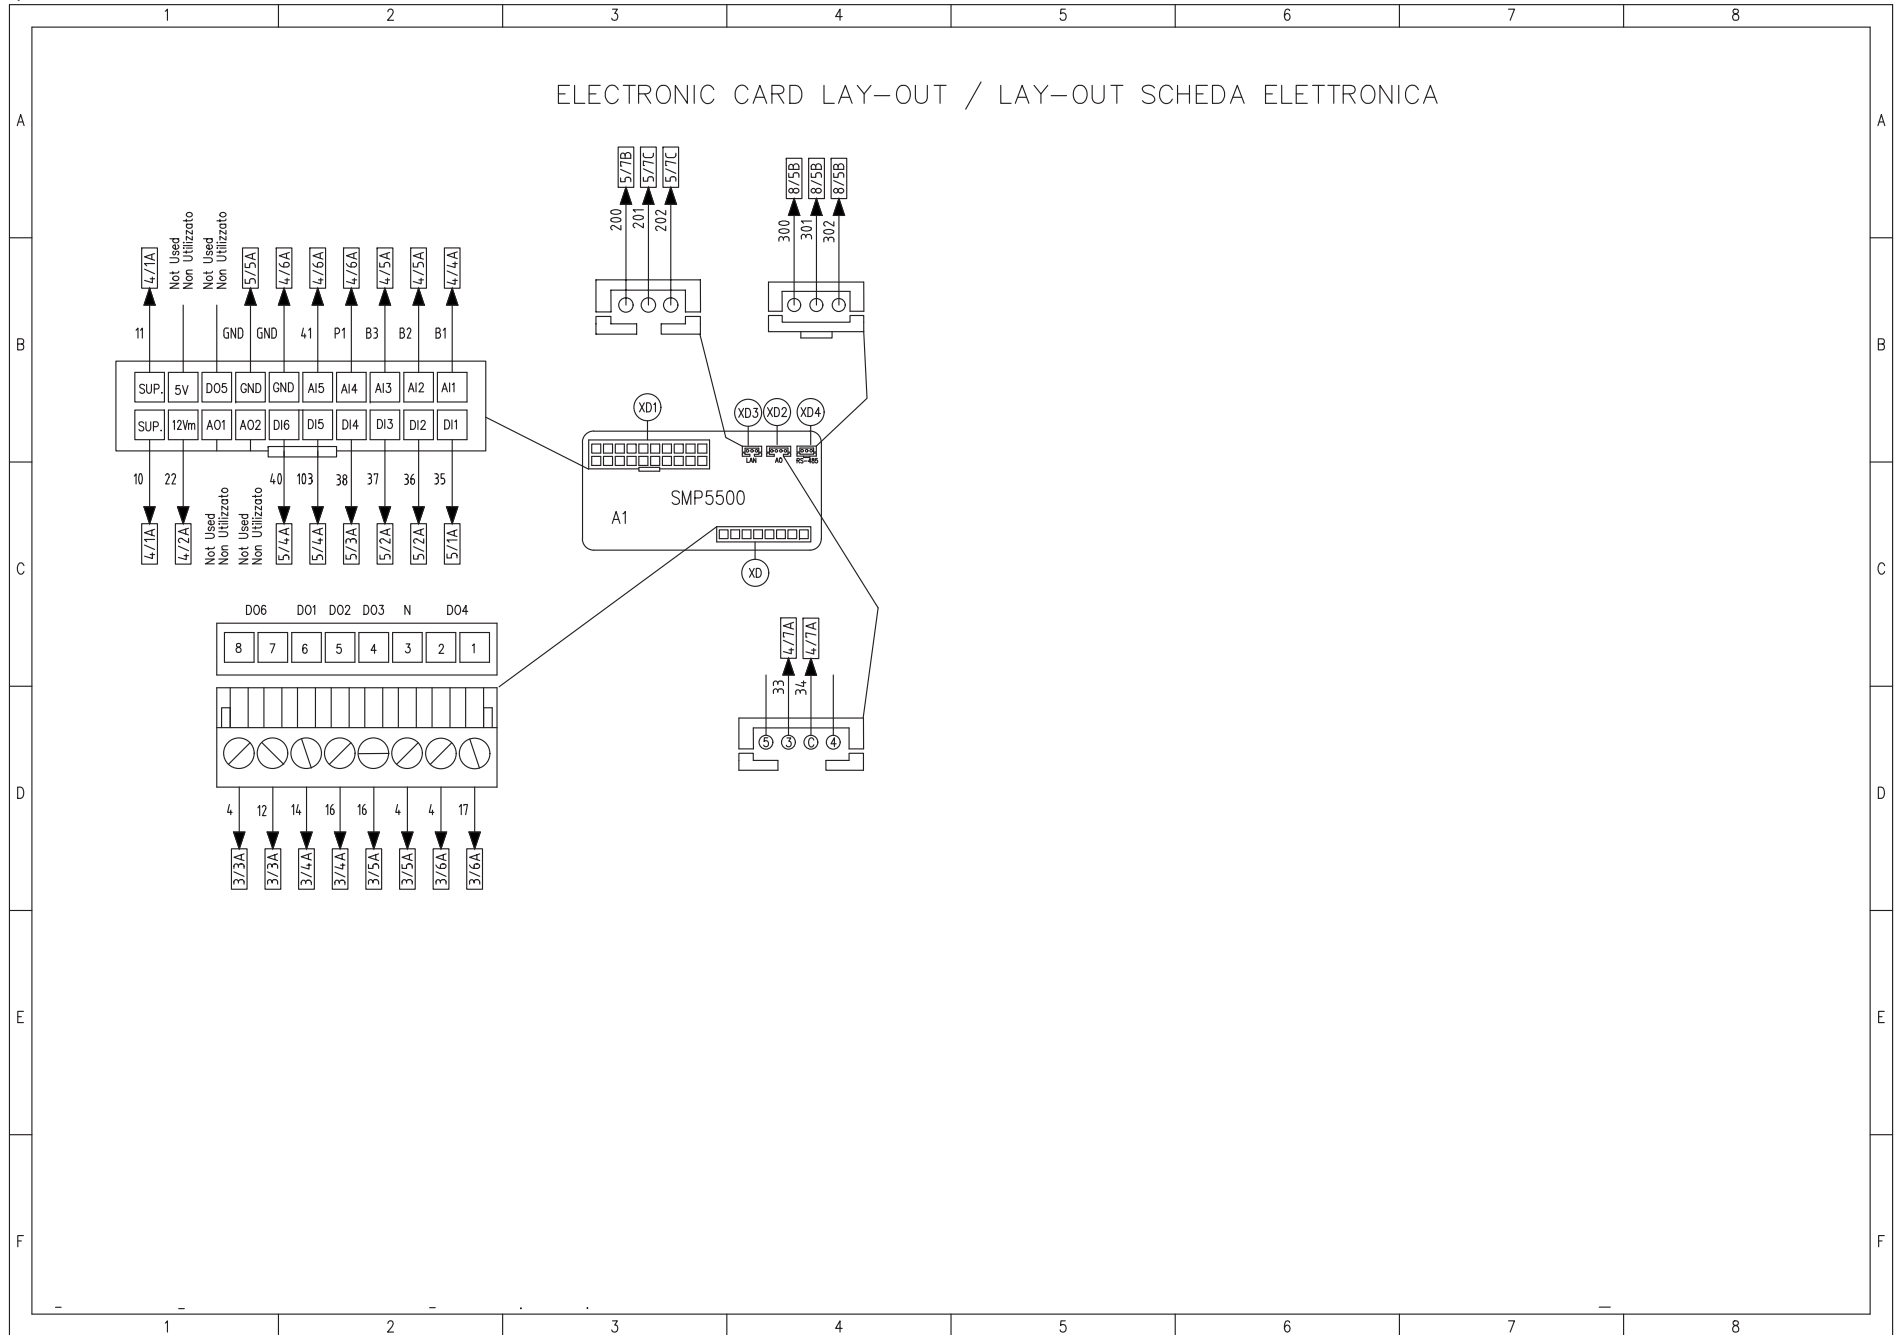 1 2 3 4 5 6 7 8
ELECTRONIC CARD LAY-OUT / LAY-OUT SCHEDA ELETTRONICA
A A
5/7B 5/7C 5/7C
200 201 202
8/5B 8/5B 8/5B
300 301 302
4/1A
Not Used
Non Utilizzato
Not Used
Non Utilizzato
5/5A 4/6A 4/6A 4/6A 4/5A 4/5A 4/4A
11 GND GND 41 P1 B3 B2 B1
B B
SUP. 5V DO5 GND GND AI5 AI4 AI3 AI2 AI1
SUP. 12Vm AO1 AO2 DI6 DI5 DI4 DI3 DI2 DI1
XD1 XD3 XD2 XD4
LAN AO RS-485
10 22 40 103 38 37 36 35
SMP5500
A1
4/1A 4/2A
Not Used
Non Utilizzato
Not Used
Non Utilizzato
5/4A 5/4A 5/3A 5/2A 5/2A 5/1A
XD
C C
DO6 DO1 DO2 DO3 N DO4
8 7 6 5 4 3 2 1
4/7A 4/7A
33 34
5 3 C 4
D D
4 12 14 16 16 4 4 17
3/3A 3/3A 3/4A 3/4A 3/5A 3/5A 3/6A 3/6A
E E
F F
1 2 3 4 5 6 7 8